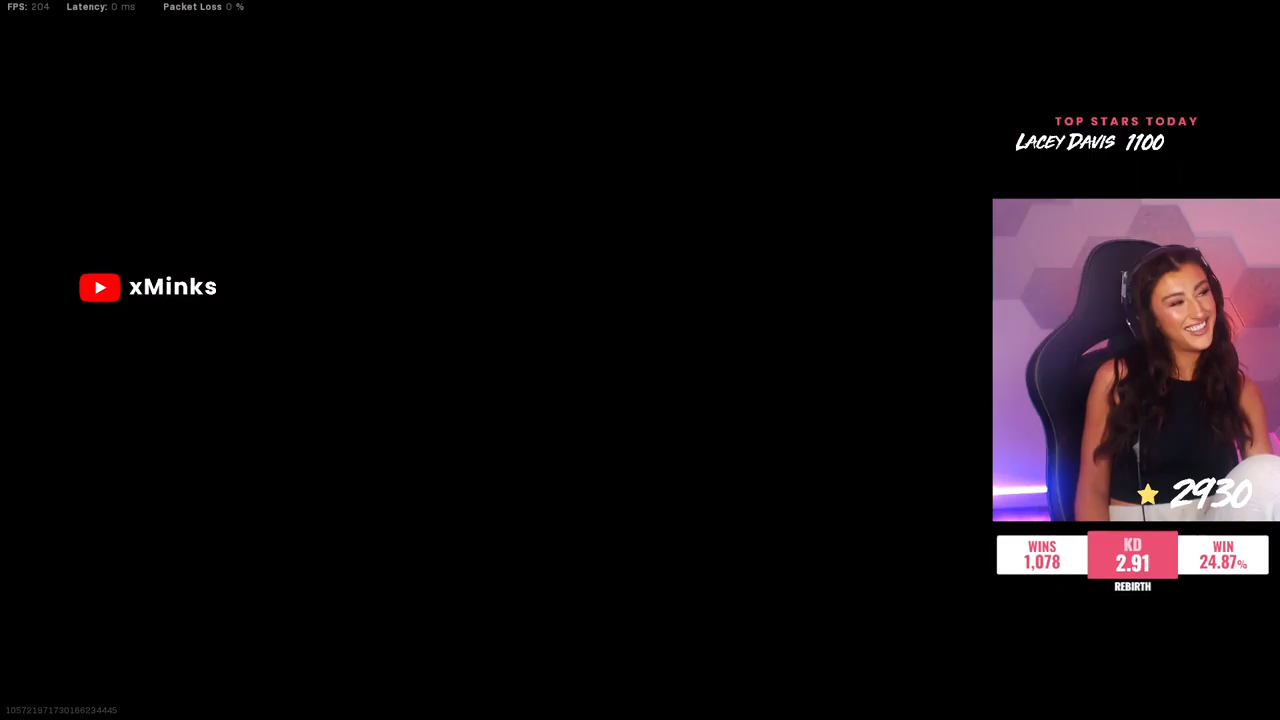 FPS: 204 Latency: 0 ms Packet Loss 0 %
TOP STARS TODAY
Lacey Davis 1100
xMinks
2930
WINS
1,078
KD
2.91
WIN
24.87%
REBIRTH
105721971730166234445